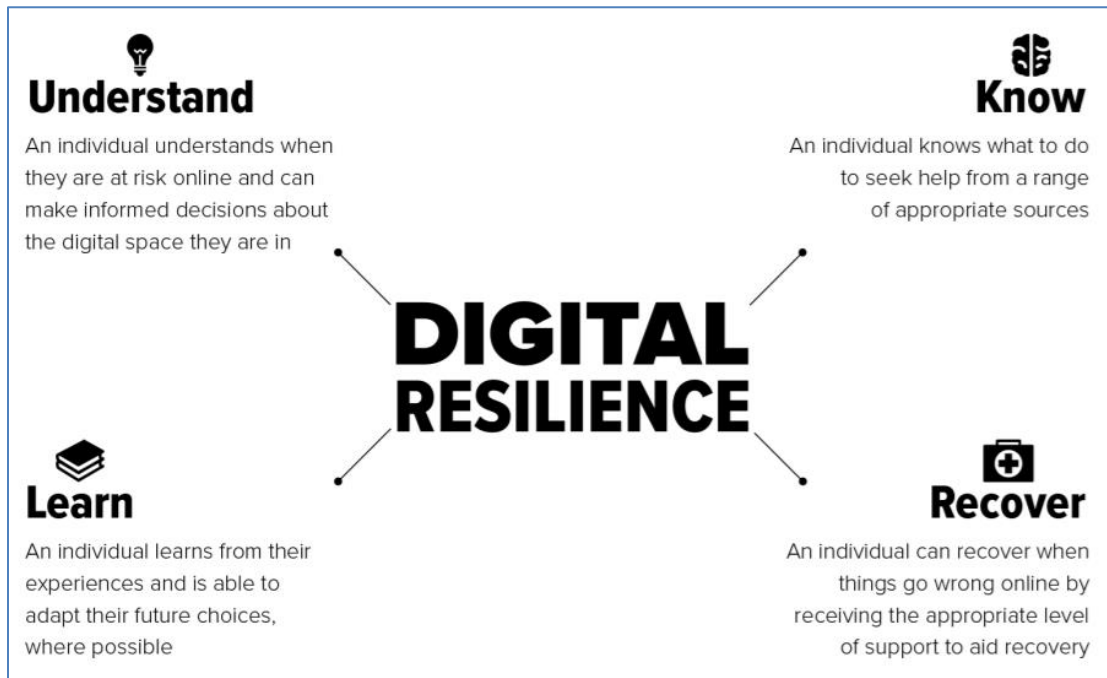 Understand
An individual understands when
they are at risk online and can
make informed decisions about
the digital space they are in
Know
An individual knows what to do
to seek help from a range
of appropriate sources
DIGITAL
RESILIENCE
Learn
An individual learns from their
experiences and is able to
adapt their future choices,
where possible
Recover
An individual can recover when
things go wrong online by
receiving the appropriate level
of support to aid recovery